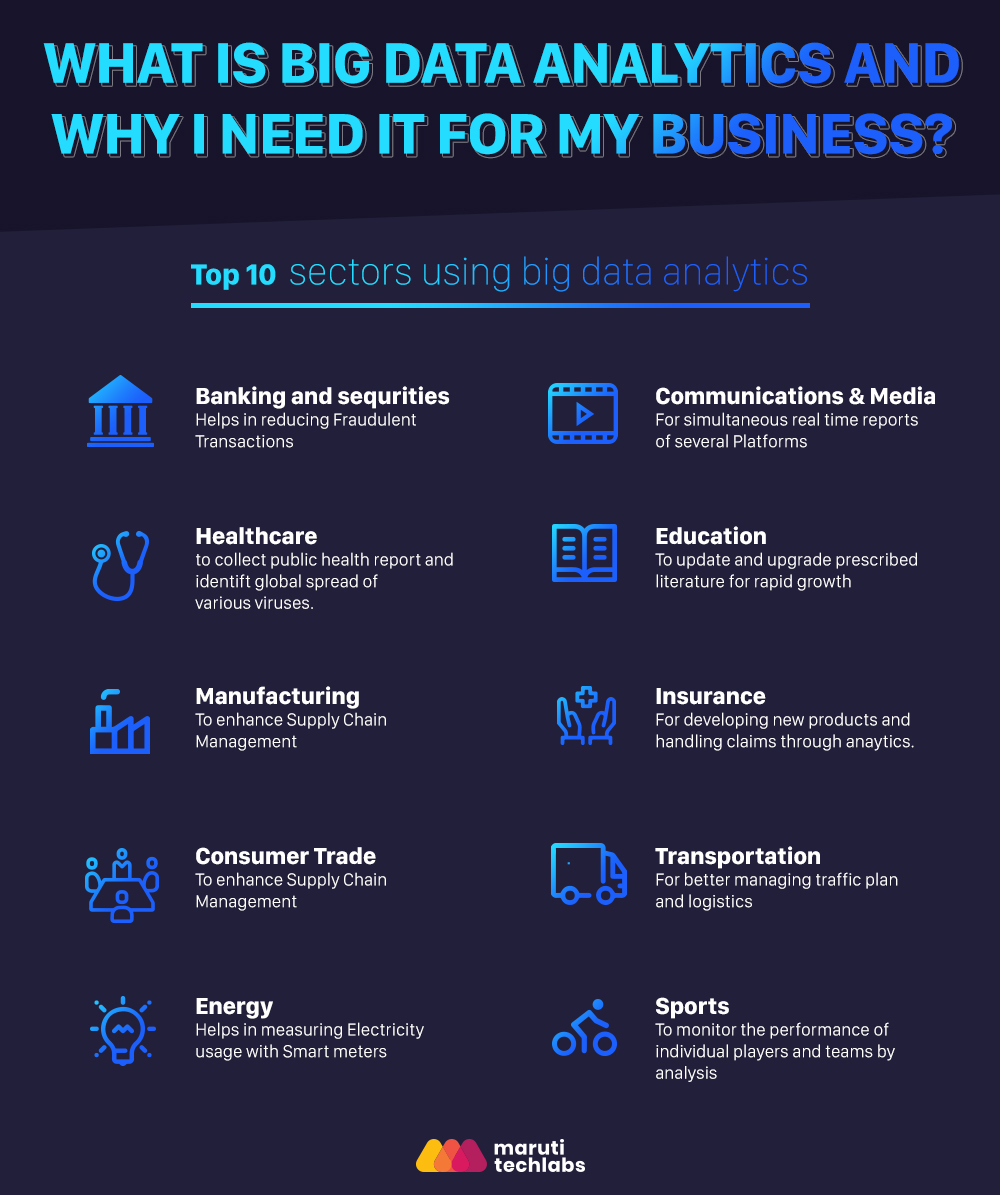 WHAT IS BIG DATA ANALYTICS AND
WHY I NEED IT FOR MY BUSINESS?
Top 10 sectors using big data analytics
Banking and sequrities
Helps in reducing Fraudulent
Transactions
Communications & Media
For simultaneous real time reports
of several Platforms
Healthcare
to collect public health report and
identift global spread of
various viruses.
Education
To update and upgrade prescribed
literature for rapid growth
Manufacturing
To enhance Supply Chain
Management
Insurance
For developing new products and
handling claims through anaytics.
Consumer Trade
To enhance Supply Chain
Management
Transportation
For better managing traffic plan
and logistics
Energy
Helps in measuring Electricity
usage with Smart meters
Sports
To monitor the performance of
individual players and teams by
analysis
maruti
techlabs